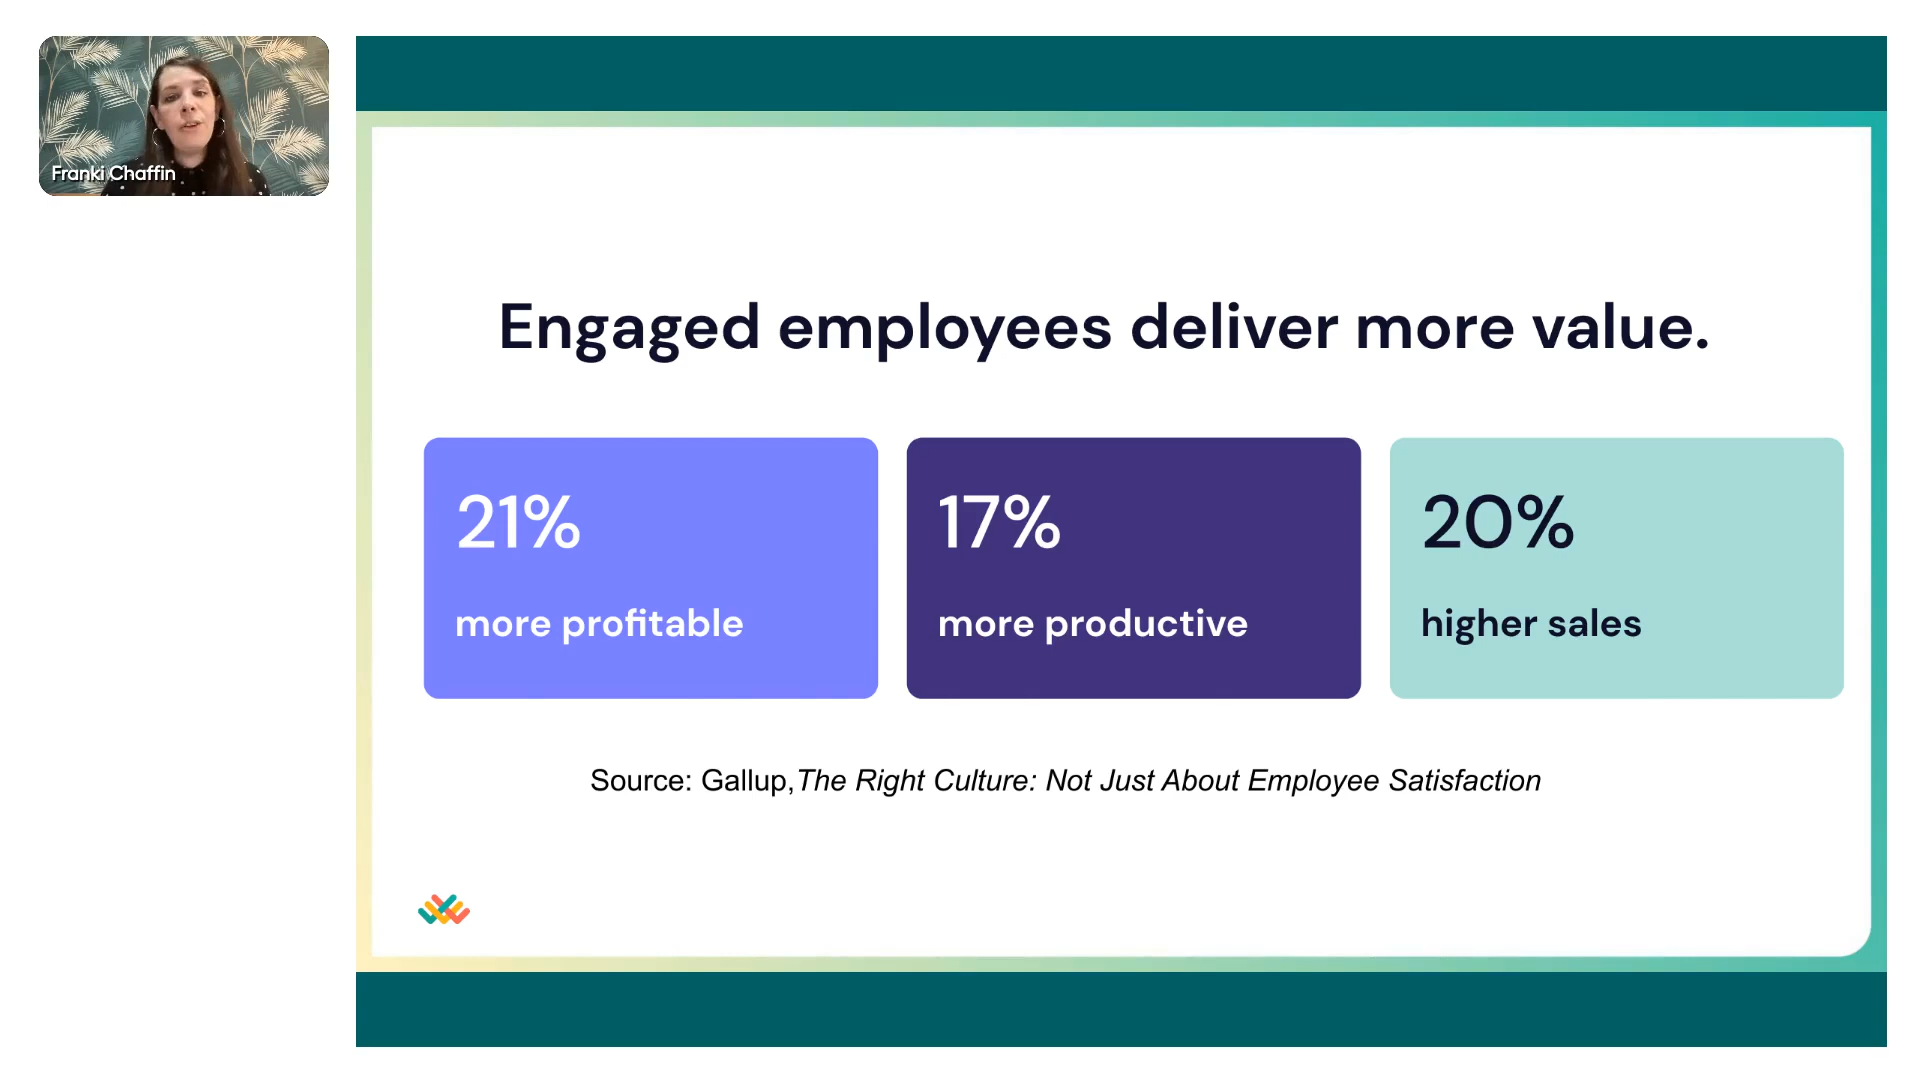 Franki Chaffin
Engaged employees deliver more value.
21%
more profitable
17%
more productive
20%
higher sales
Source: Gallup,The Right Culture: Not Just About Employee Satisfaction